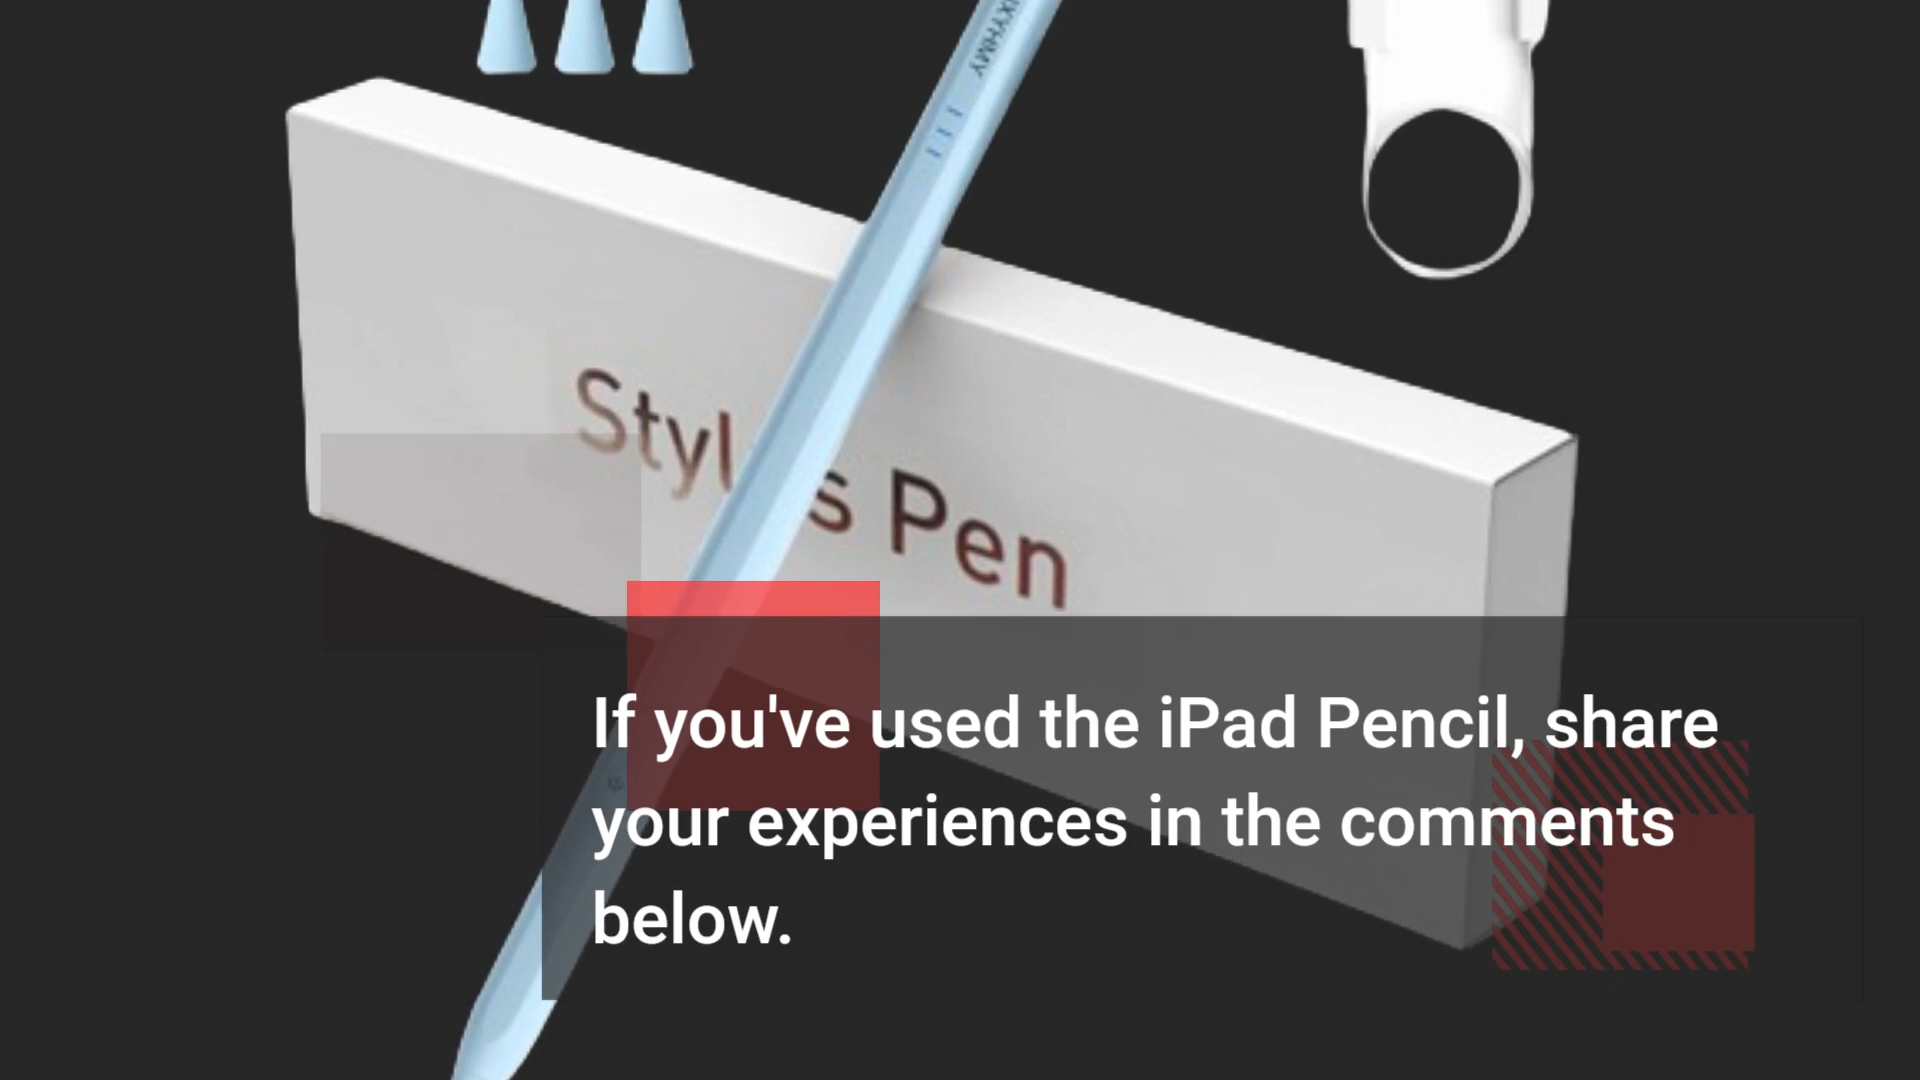 Styl s Pen
If you've used the iPad Pencil, share
your experiences in the comments
below.